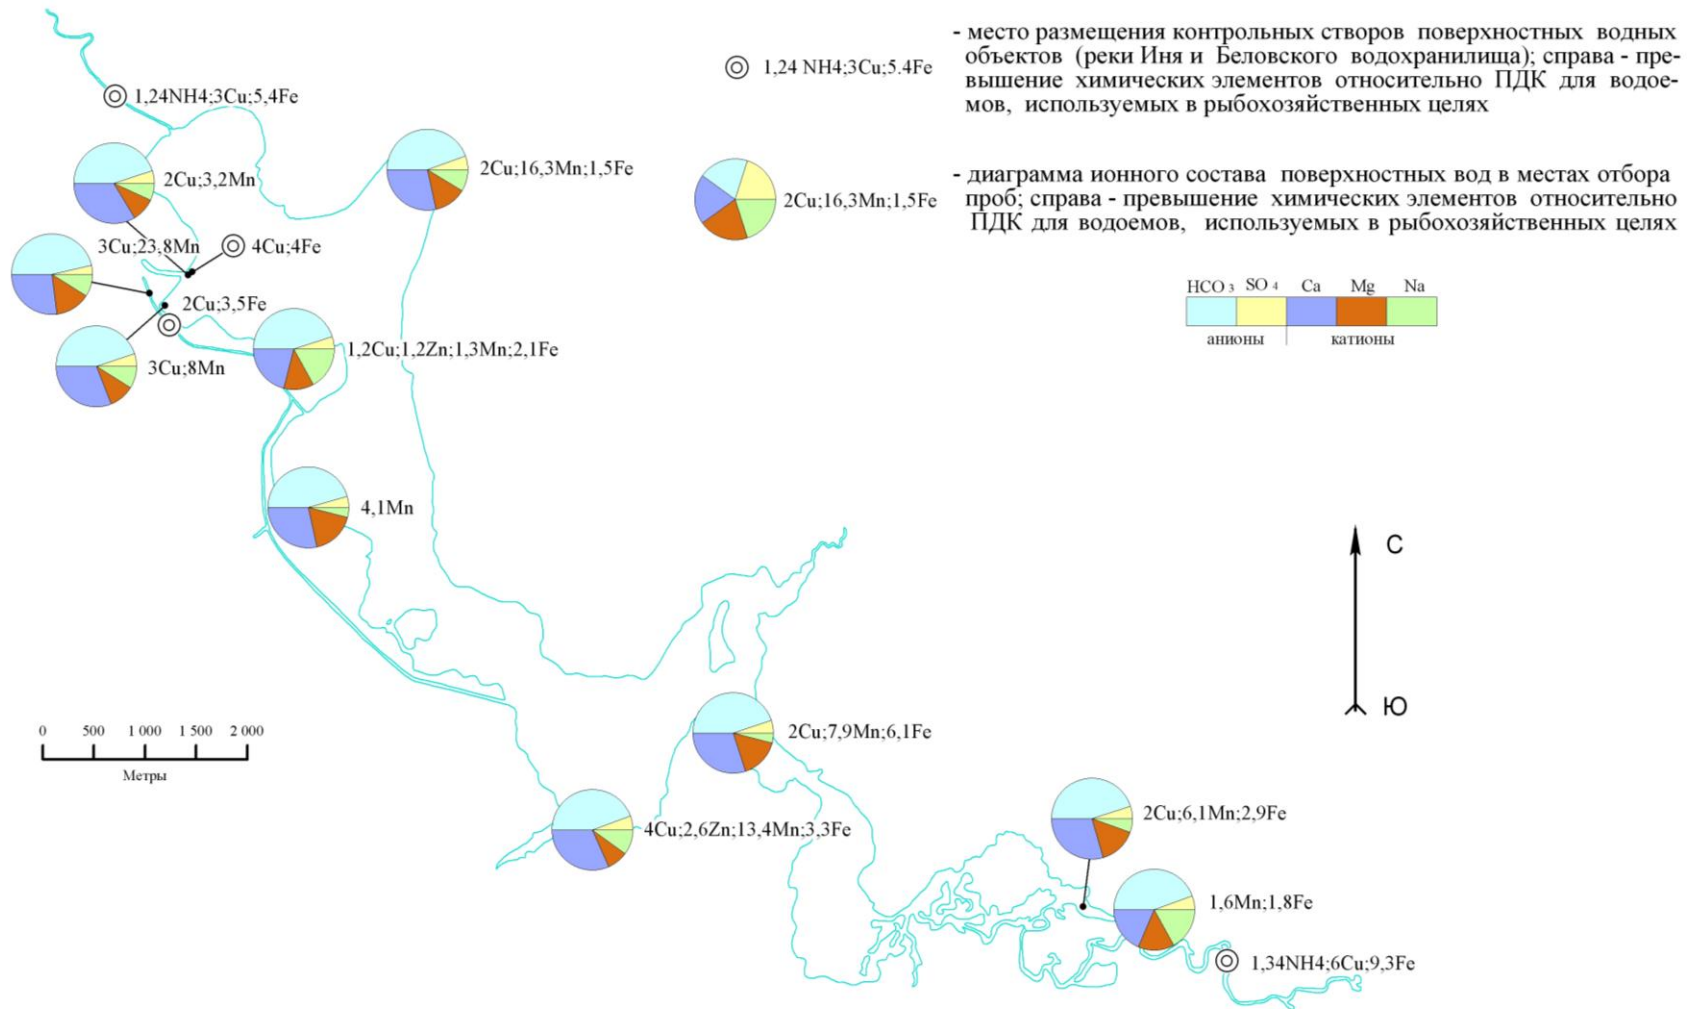 1,24NH4;3Cu;5,4Fe
2Cu;3,2Mn
2Cu;16,3Mn;1,5Fe
3Cu;23,8Mn
4Cu;4Fe
2Cu;3,5Fe
3Cu;8Mn
1,2Cu;1,2Zn;1,3Mn;2,1Fe
4,1Mn
0 500 1 000 1 500 2 000
Метры
2Cu;7,9Mn;6,1Fe
4Cu;2,6Zn;13,4Mn;3,3Fe
2Cu;6,1Mn;2,9Fe
1,6Mn;1,8Fe
1,34NH4;6Cu;9,3Fe
1,24 NH4;3Cu;5.4Fe
- место размещения контрольных створов поверхностных водных
объектов (реки Иня и Беловского водохранилища); справа - пре-
вышение химических элементов относительно ПДК для водое-
мов, используемых в рыбохозяйственных целях
2Cu;16,3Mn;1,5Fe
- диаграмма ионного состава поверхностных вод в местах отбора
проб; справа - превышение химических элементов относительно
ПДК для водоемов, используемых в рыбохозяйственных целях
HCO 3 SO 4 Ca Mg Na
анионы катионы
С
Ю